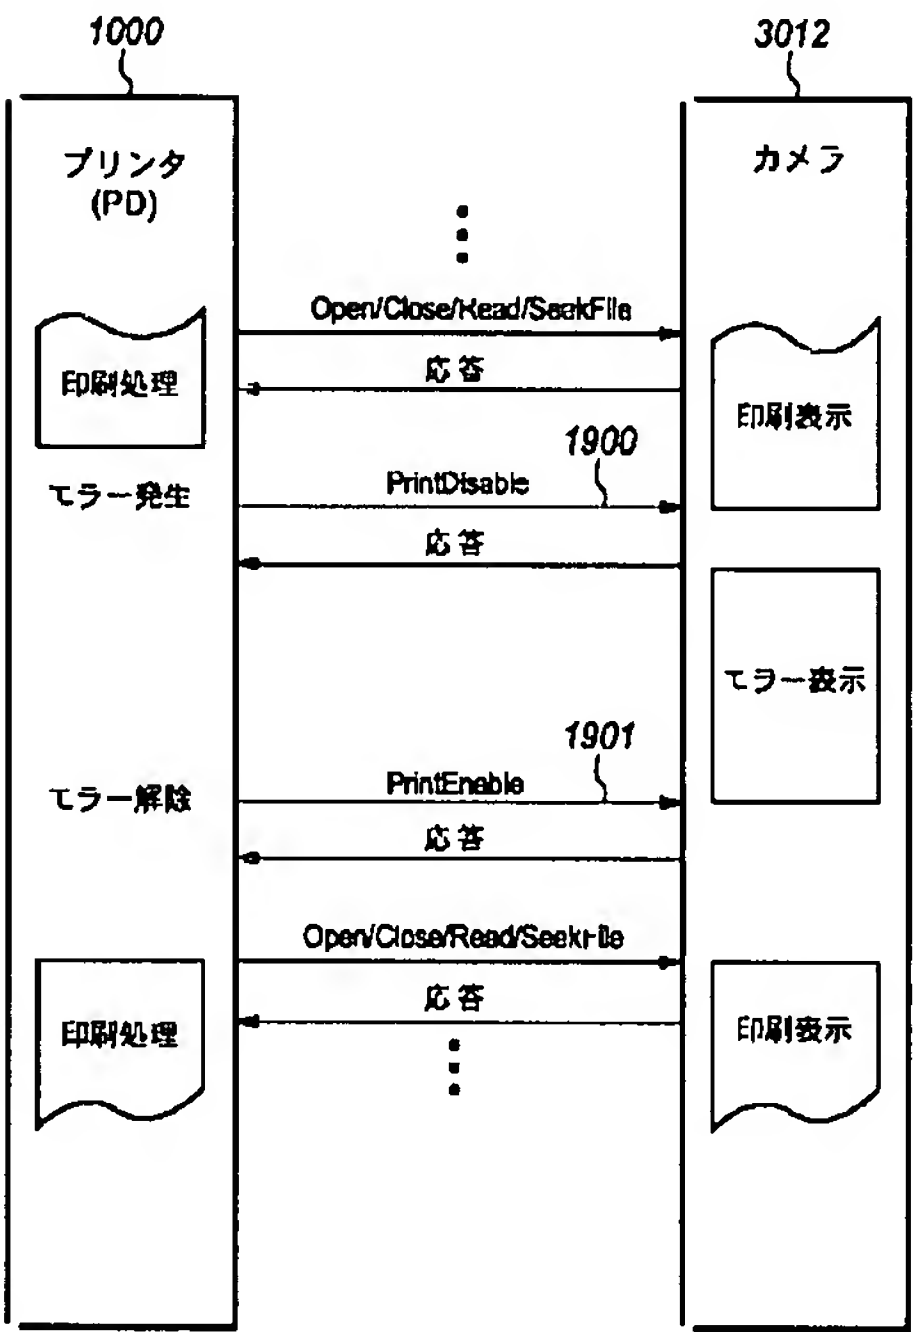 1000
3012
プリンタ
(PD)
カメラ
Open/Close/Read/SeekFile
応答
印刷処理
印刷表示
1900
エラー発生
PrintDisable
応答
エラー表示
1901
エラー解除
PrintEnable
応答
Open/Close/Read/SeekFile
応答
印刷処理
印刷表示